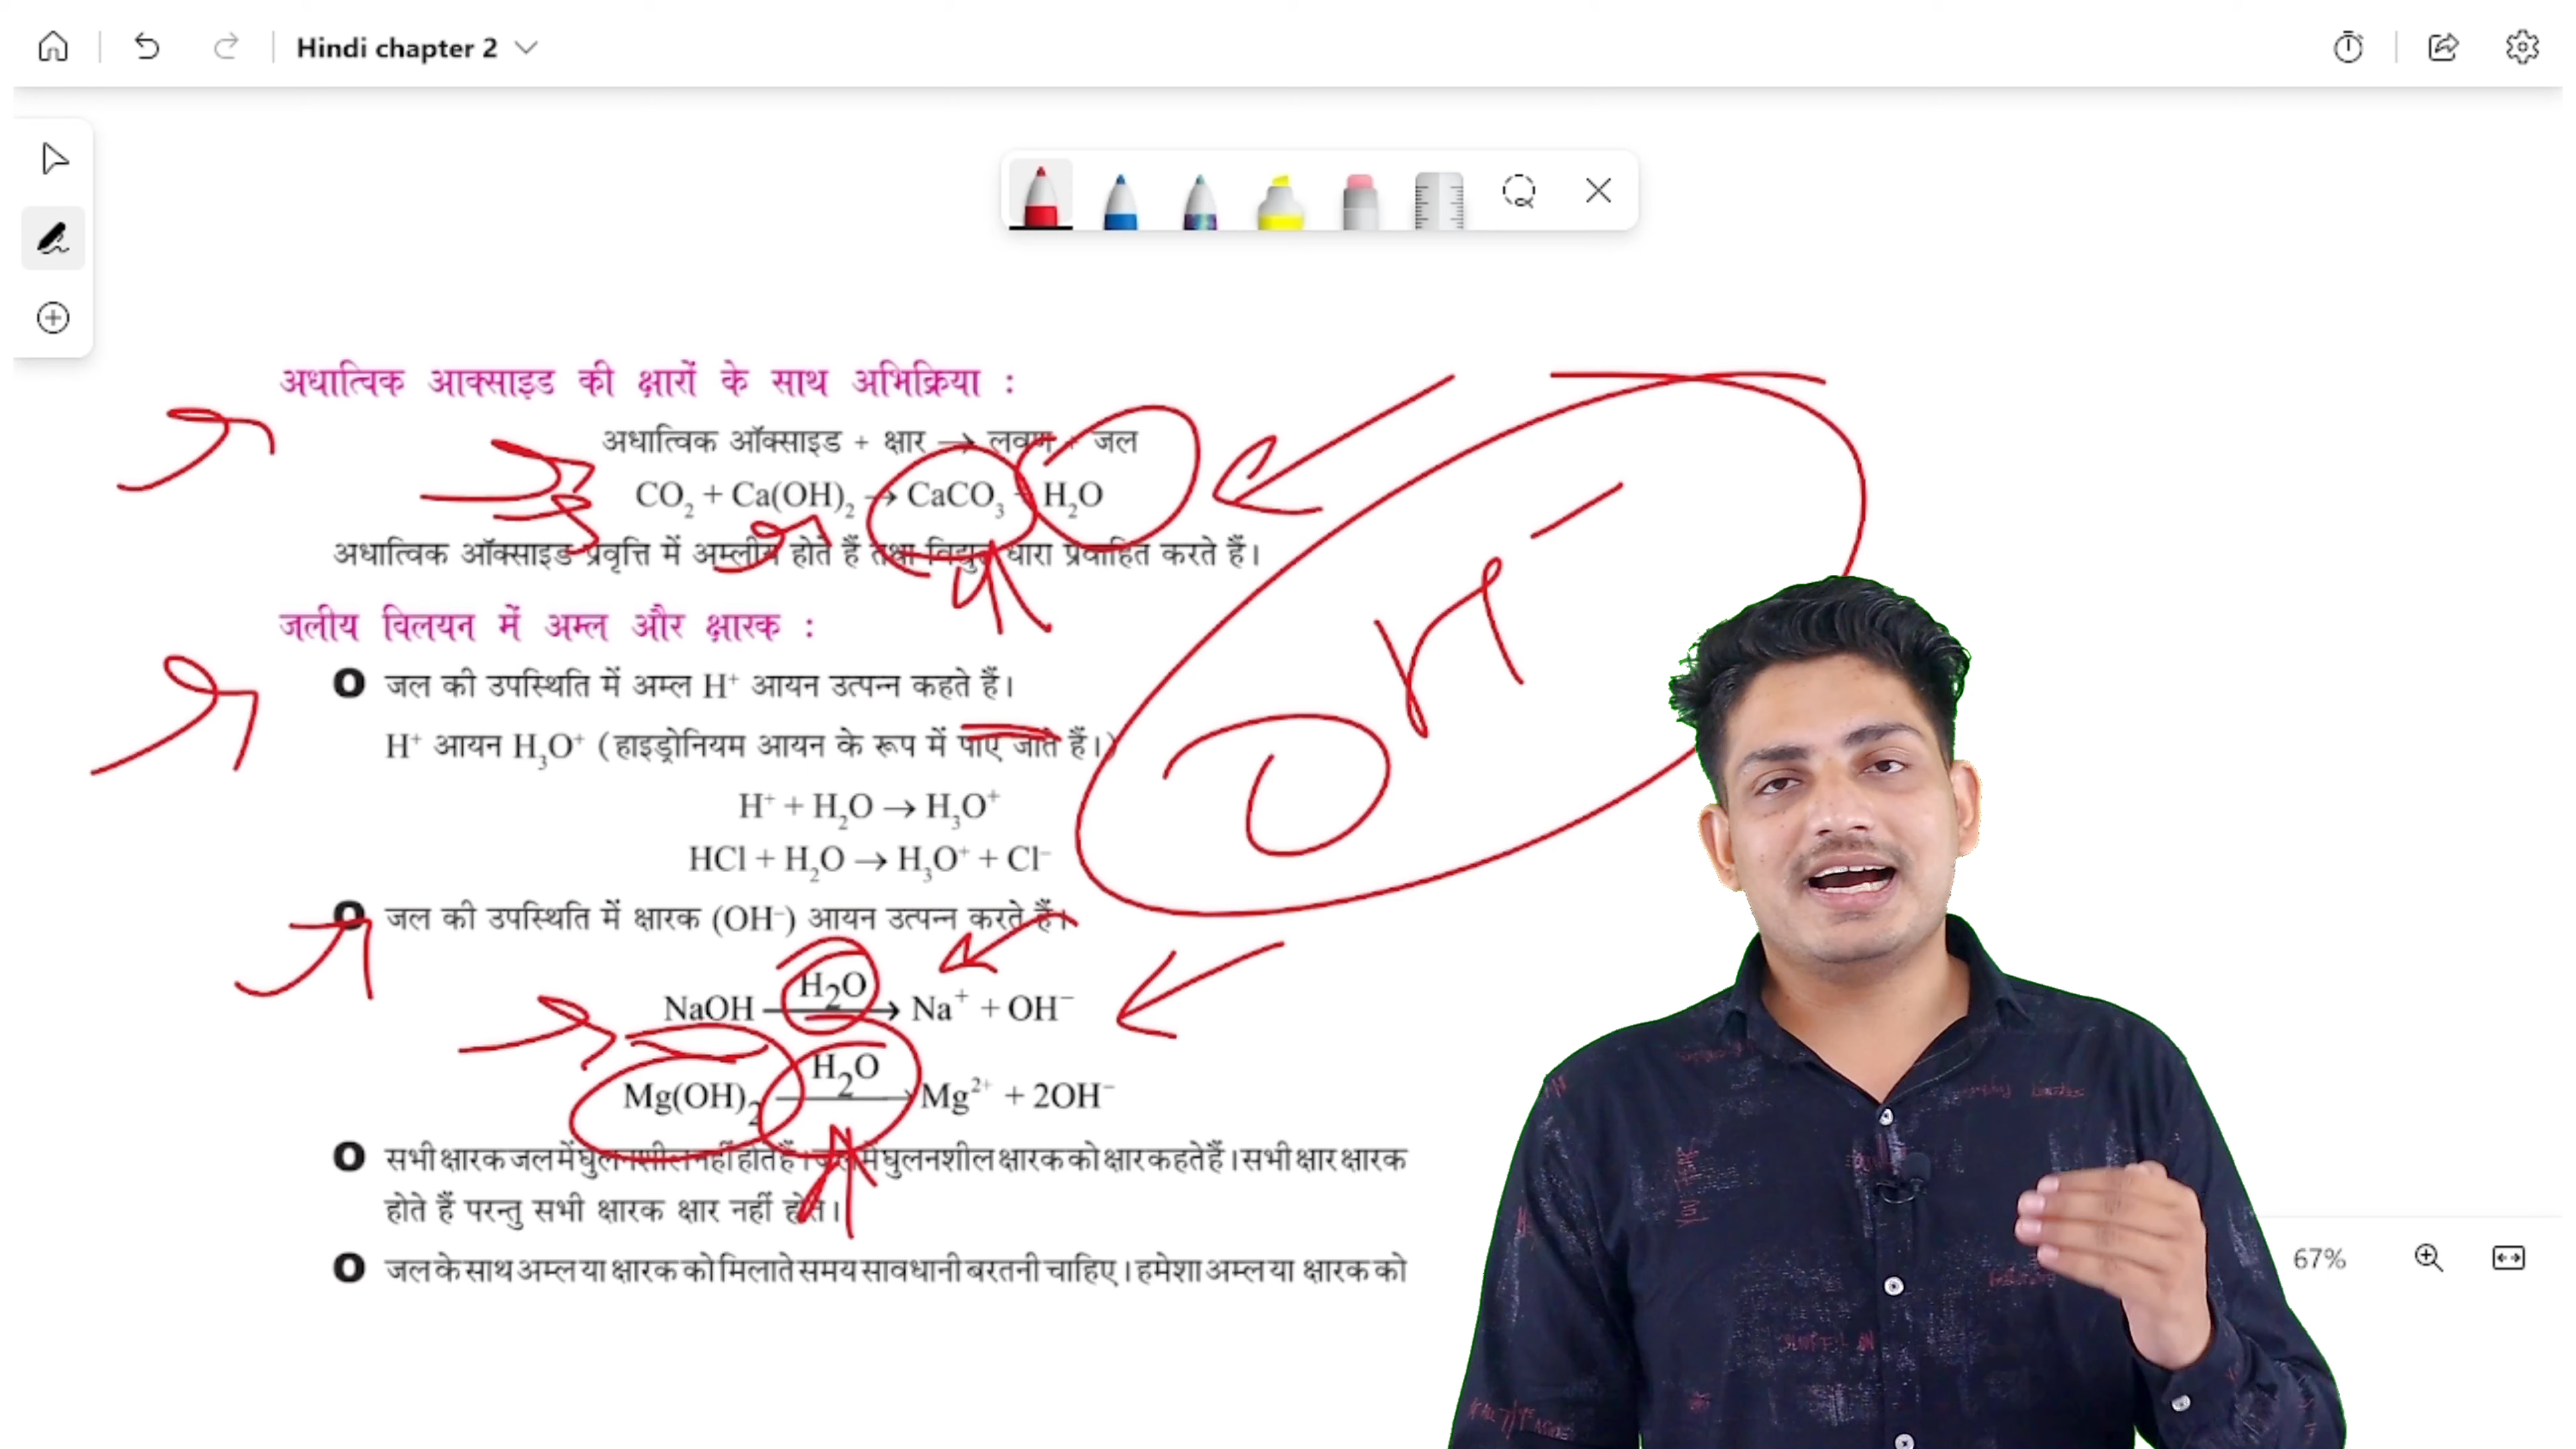 Hindi chapter 2
अधात्विक आक्साइड की क्षारों के साथ अभिक्रिया :
अधात्विक ऑक्साइड + क्षार → लवण + जल
CO₂ + Ca(OH)₂ → CaCO₃ + H₂O
अधात्विक ऑक्साइड प्रवृत्ति में अम्लीय होते हैं तथा विद्युत धारा प्रवाहित करते हैं।
जलीय विलयन में अम्ल और क्षारक :
जल की उपस्थिति में अम्ल H⁺ आयन उत्पन्न कहते हैं।
H⁺ आयन H₃O⁺ (हाइड्रोनियम आयन के रूप में पाए जाते हैं।)
H⁺ + H₂O → H₃O⁺
HCl + H₂O → H₃O⁺ + Cl⁻
जल की उपस्थिति में क्षारक (OH⁻) आयन उत्पन्न करते हैं।
H₂O
NaOH → Na⁺ + OH⁻
H₂O
Mg(OH)₂ → Mg²⁺ + 2OH⁻
सभी क्षारक जल में घुलनशील नहीं होते हैं। जल में घुलनशील क्षारक को क्षार कहते हैं। सभी क्षार क्षारक
होते हैं परन्तु सभी क्षारक क्षार नहीं होते।
जल के साथ अम्ल या क्षारक को मिलाते समय सावधानी बरतनी चाहिए। हमेशा अम्ल या क्षारक को
67%